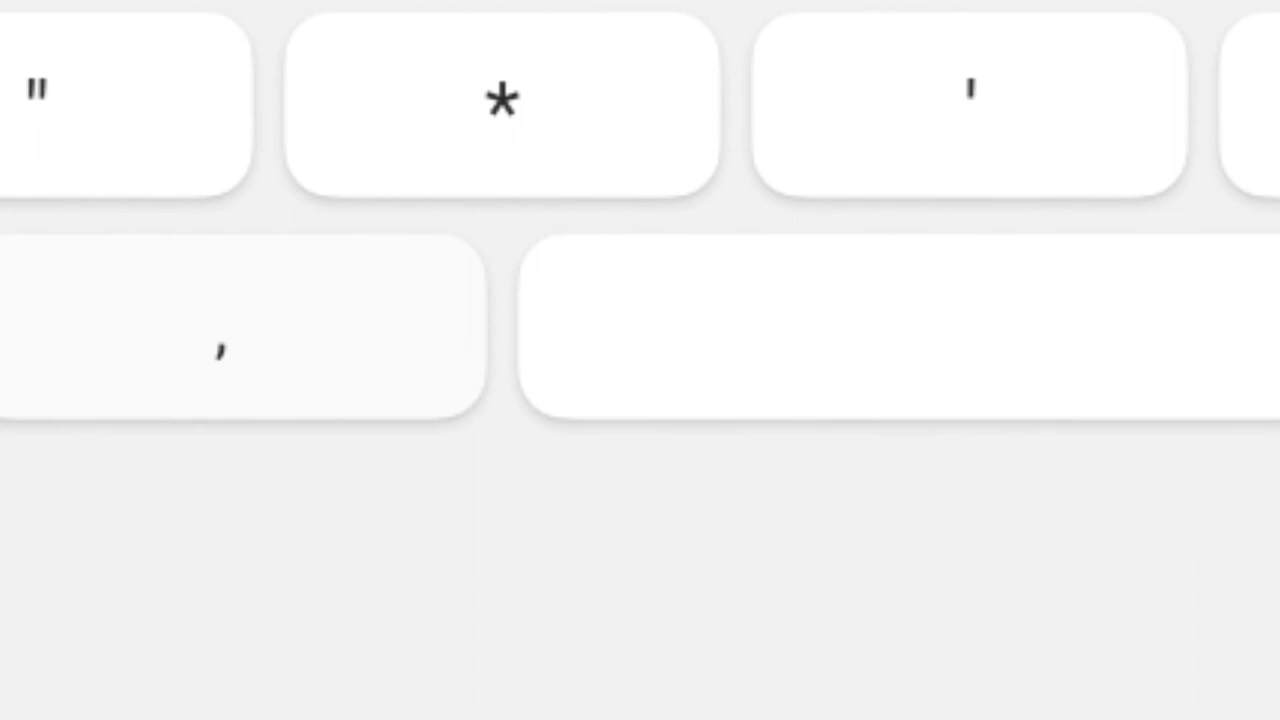 " * '
,